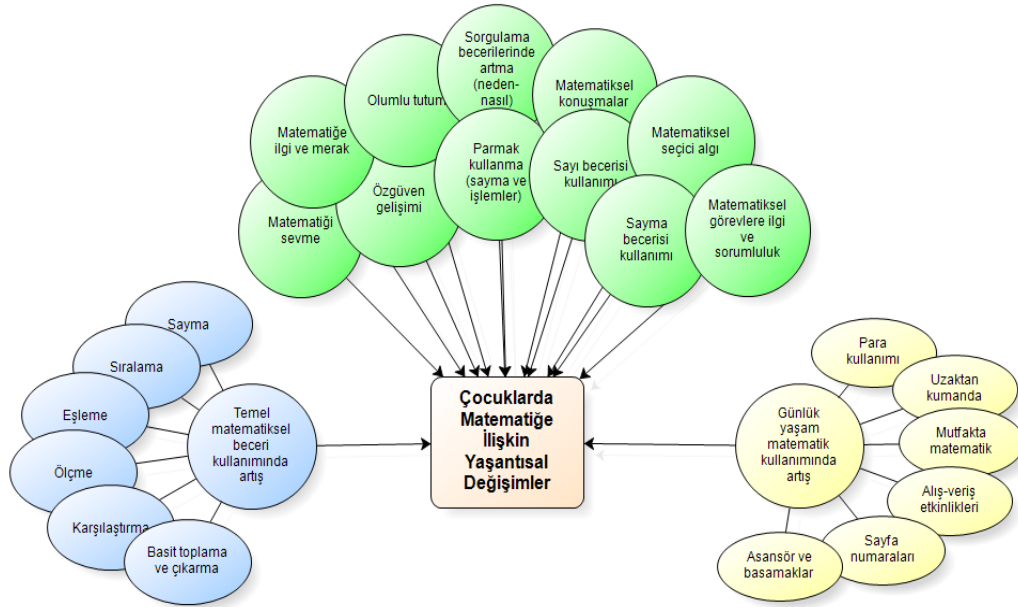 Sorgulama
becerilerinde
artma
(neden-
nasıl)
Matematiksel
konuşmalar
Olumlu tutum
Matematiğe
ilgi ve merak
Matematiksel
seçici algı
Parmak
kullanma
(sayma ve
işlemler)
Sayı becerisi
kullanımı
Özgüven
gelişimi
Matematiği
sevme
Sayma
becerisi
kullanımı
Matematiksel
görevlere ilgi
ve
sorumluluk
Sayma
Sıralama
Eşleme
Ölçme
Karşılaştırma
Basit toplama
ve çıkarma
Temel
matematiksel
beceri
kullanımında
artış
Çocuklarda
Matematiğe
İlişkin
Yaşantısal
Değişimler
Günlük
yaşam
matematik
kullanımında
artış
Para
kullanımı
Uzaktan
kumanda
Mutfakta
matematik
Alış-veriş
etkinlikleri
Sayfa
numaraları
Asansör ve
basamaklar